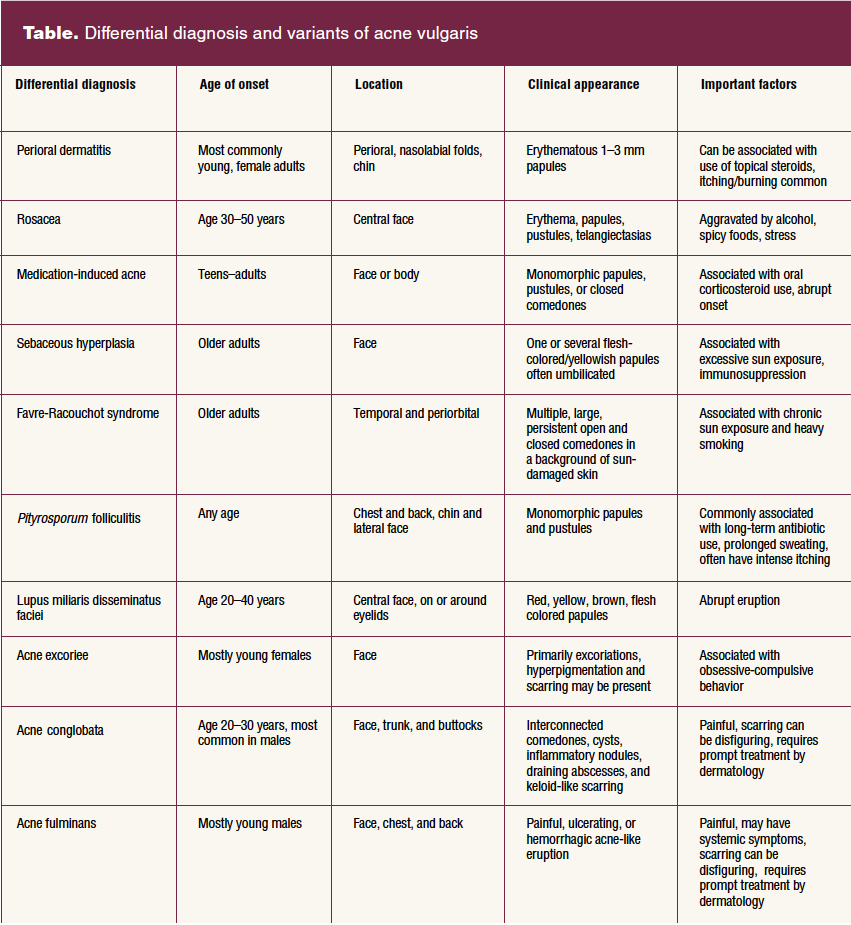 Table. Differential diagnosis and variants of acne vulgaris
Differential diagnosis
Age of onset
Location
Clinical appearance
Important factors
Perioral dermatitis
Most commonly
young, female adults
Perioral, nasolabial folds,
chin
Erythematous 1–3 mm
papules
Can be associated with
use of topical steroids,
itching/burning common
Rosacea
Age 30–50 years
Central face
Erythema, papules,
pustules, telangiectasias
Aggravated by alcohol,
spicy foods, stress
Medication-induced acne
Teens–adults
Face or body
Monomorphic papules,
pustules, or closed
comedones
Associated with oral
corticosteroid use, abrupt
onset
Sebaceous hyperplasia
Older adults
Face
One or several flesh-
colored/yellowish papules
often umbilicated
Associated with
excessive sun exposure,
immunosuppression
Favre-Racouchot syndrome
Older adults
Temporal and periorbital
Multiple, large,
persistent open and
closed comedones in
a background of sun-
damaged skin
Associated with chronic
sun exposure and heavy
smoking
Pityrosporum folliculitis
Any age
Chest and back, chin and
lateral face
Monomorphic papules
and pustules
Commonly associated
with long-term antibiotic
use, prolonged sweating,
often have intense itching
Lupus miliaris disseminatus
faciei
Age 20–40 years
Central face, on or around
eyelids
Red, yellow, brown, flesh
colored papules
Abrupt eruption
Acne excoriee
Mostly young females
Face
Primarily excoriations,
hyperpigmentation and
scarring may be present
Associated with
obsessive-compulsive
behavior
Acne conglobata
Age 20–30 years, most
common in males
Face, trunk, and buttocks
Interconnected
comedones, cysts,
inflammatory nodules,
draining abscesses, and
keloid-like scarring
Painful, scarring can
be disfiguring, requires
prompt treatment by
dermatology
Acne fulminans
Mostly young males
Face, chest, and back
Painful, ulcerating, or
hemorrhagic acne-like
eruption
Painful, may have
systemic symptoms,
scarring can be
disfiguring, requires
prompt treatment by
dermatology